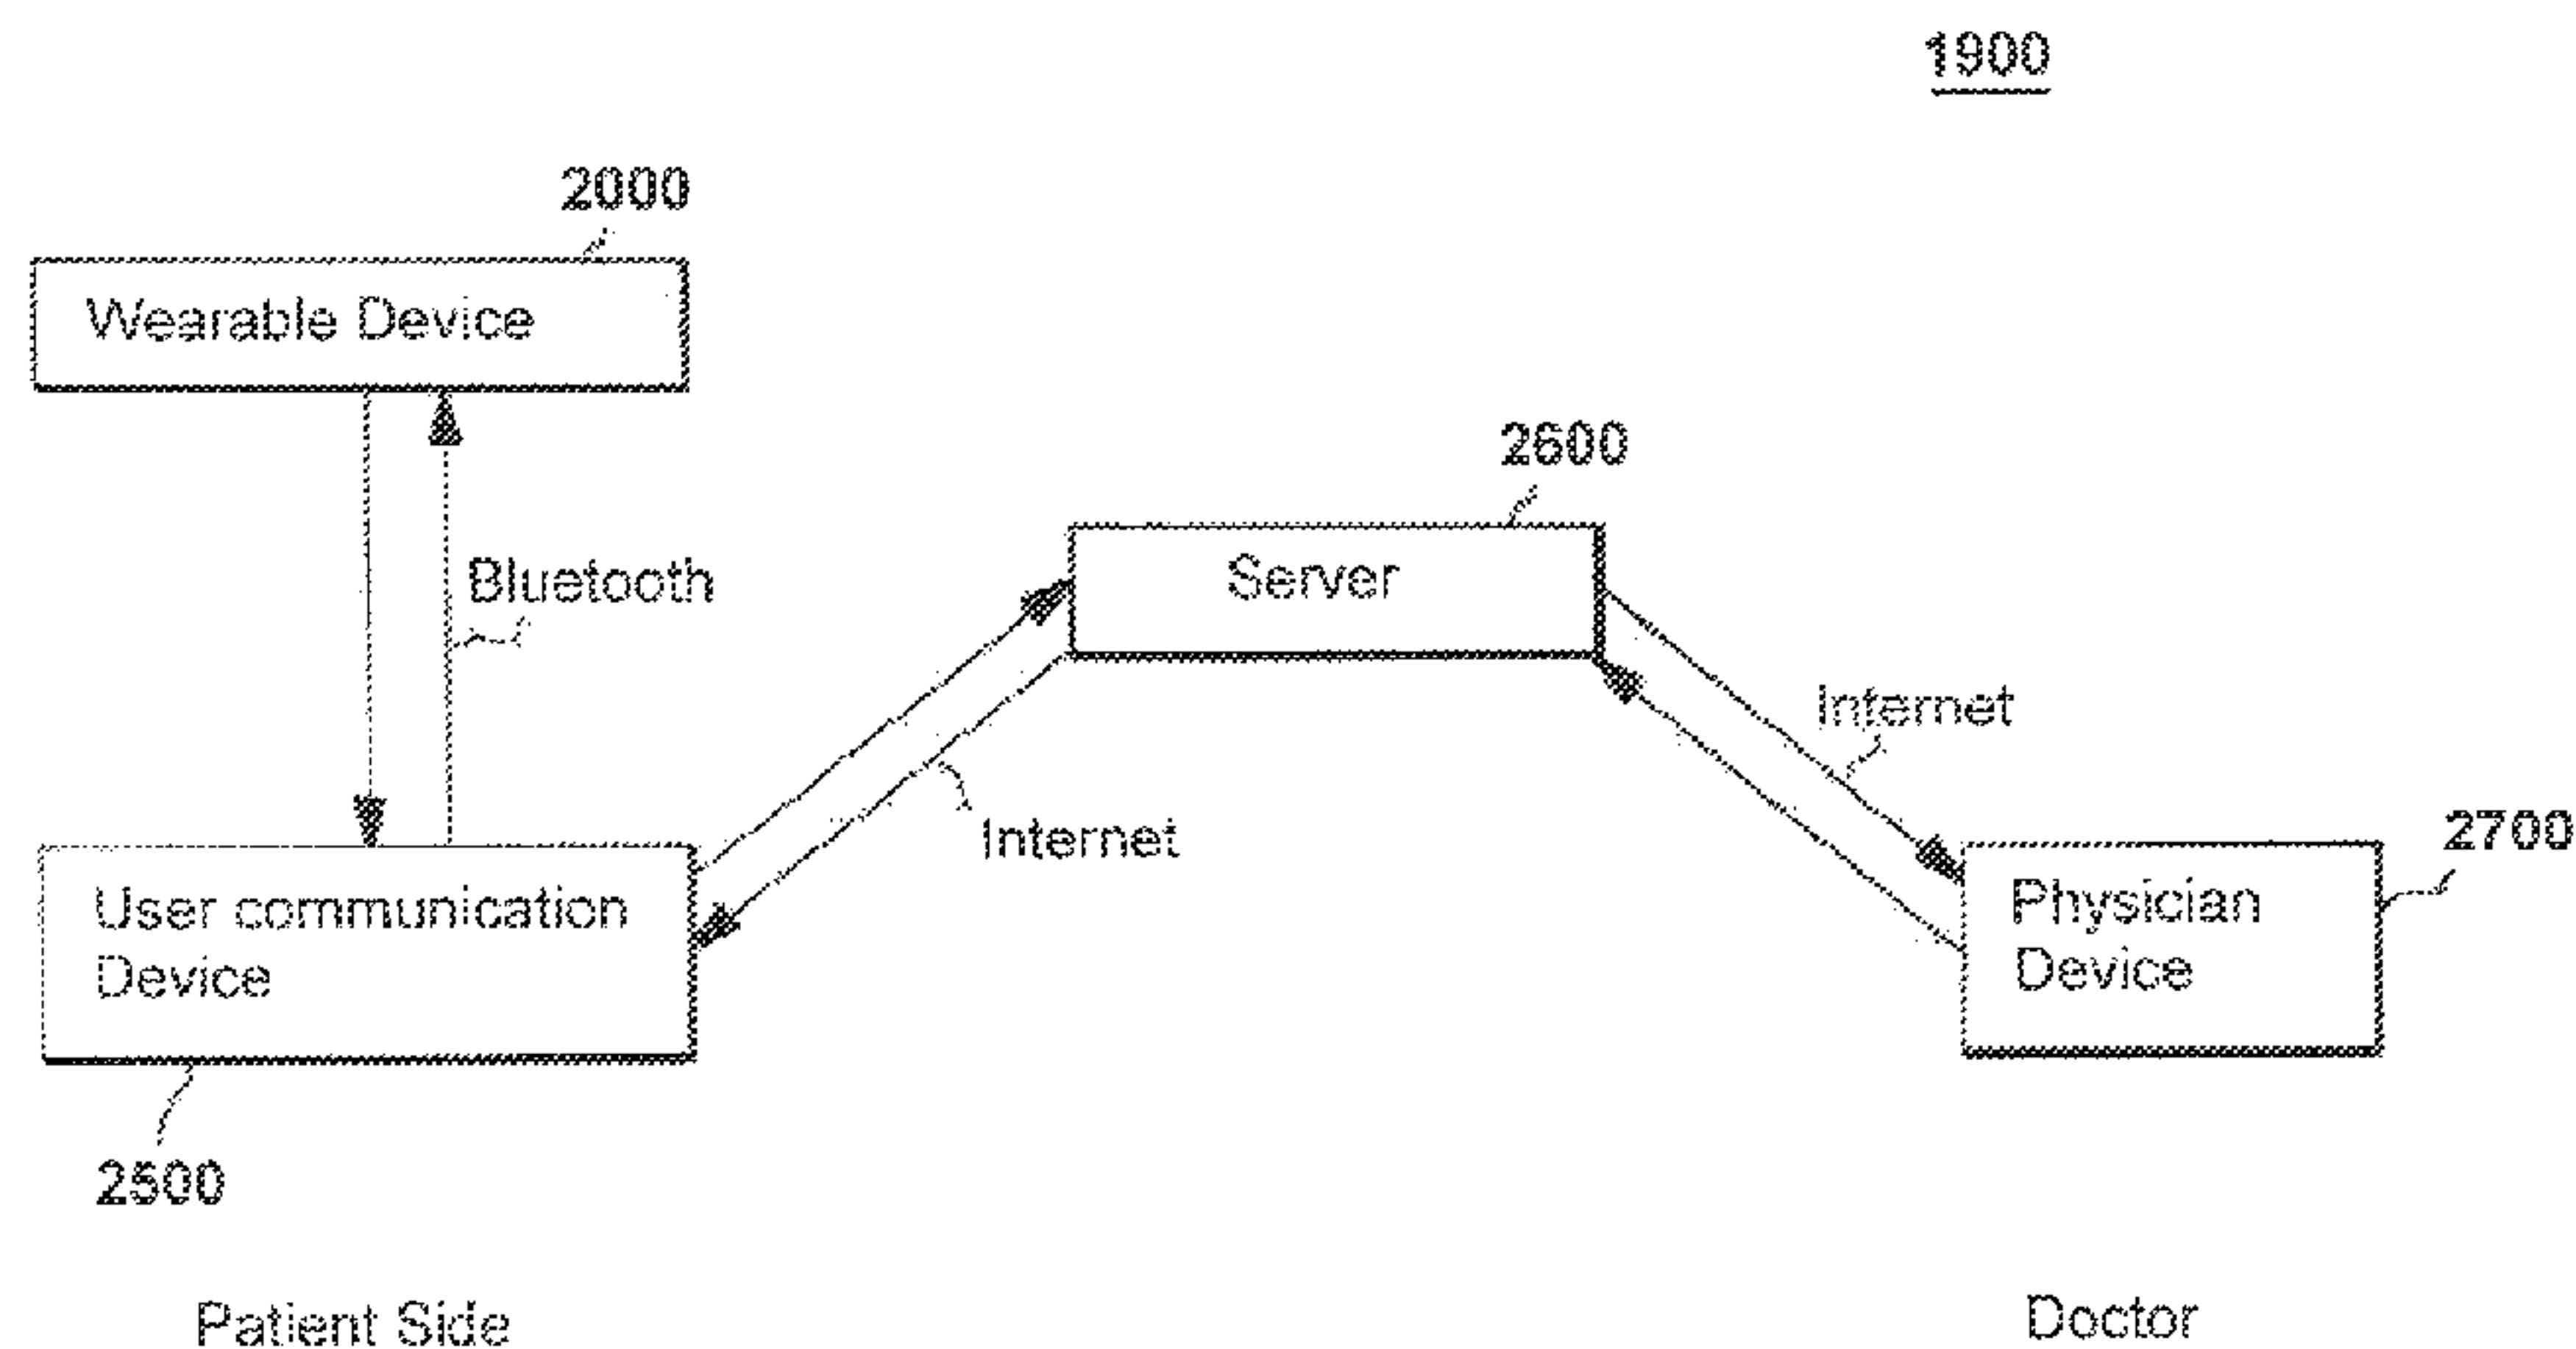 1900
2000
Wearable Device
2600
Server
Bluetooth
Internet
Internet
2700
User communication
Device
Physician
Device
2500
Patient Side
Doctor